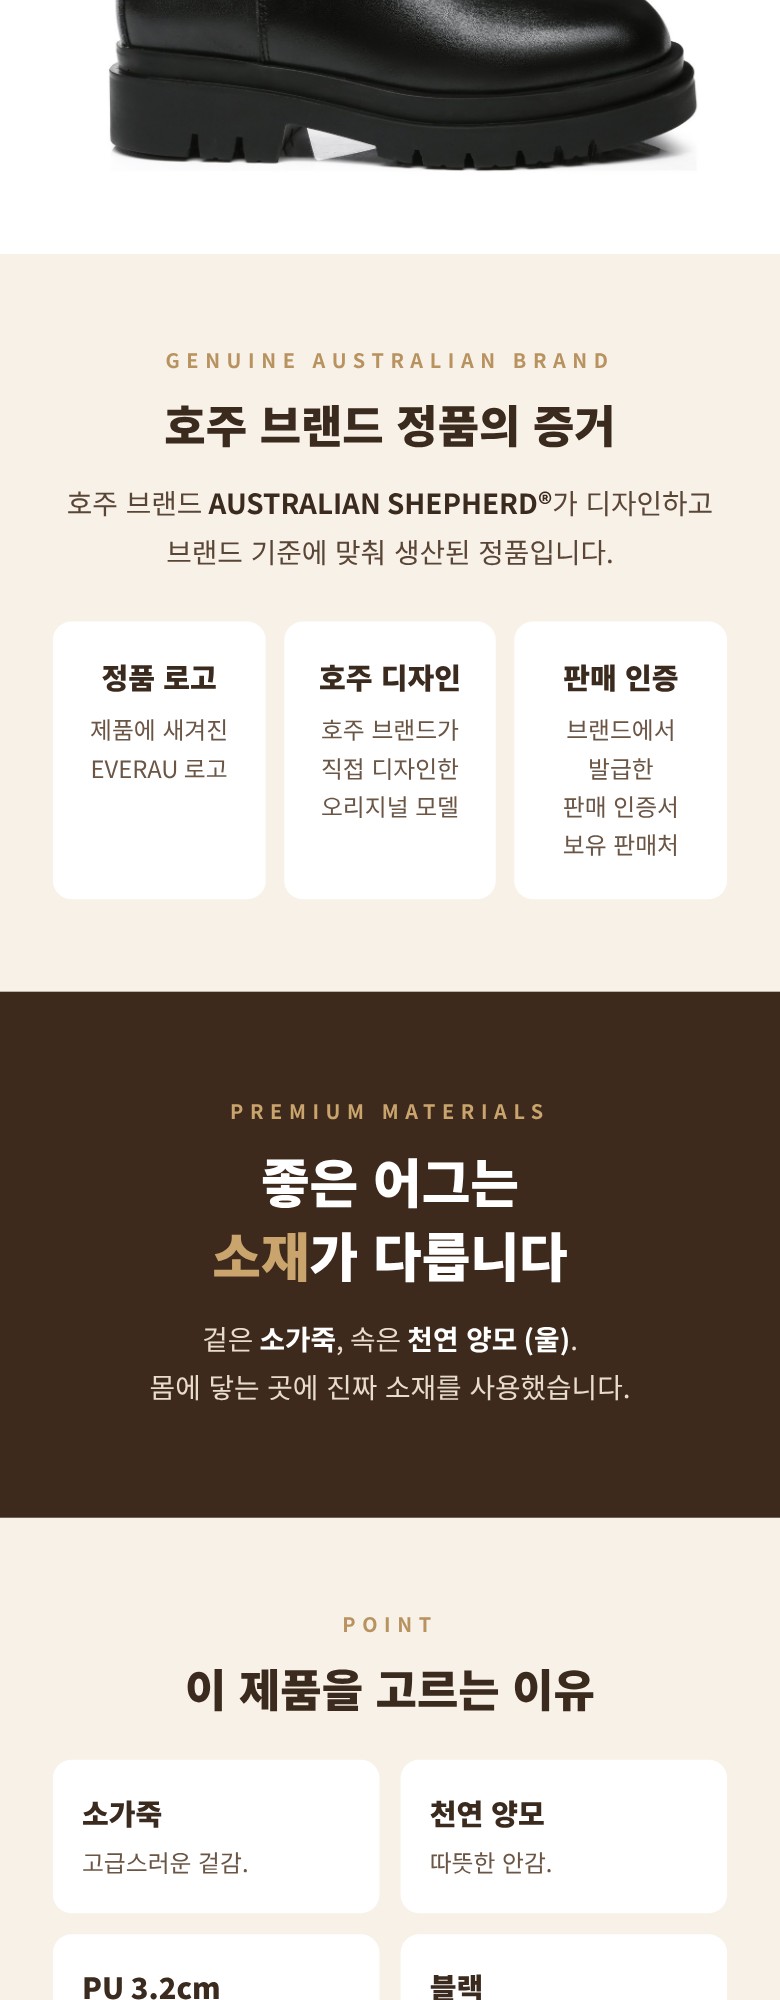 GENUINE AUSTRALIAN BRAND
호주 브랜드 정품의 증거
호주 브랜드 AUSTRALIAN SHEPHERD®가 디자인하고
브랜드 기준에 맞춰 생산된 정품입니다.
정품 로고
제품에 새겨진
EVERAU 로고
호주 디자인
호주 브랜드가
직접 디자인한
오리지널 모델
판매 인증
브랜드에서
발급한
판매 인증서
보유 판매처
PREMIUM MATERIALS
좋은 어그는
소재가 다릅니다
겉은 소가죽, 속은 천연 양모 (울).
몸에 닿는 곳에 진짜 소재를 사용했습니다.
POINT
이 제품을 고르는 이유
소가죽
고급스러운 겉감.
천연 양모
따뜻한 안감.
PU 3.2cm
블랙